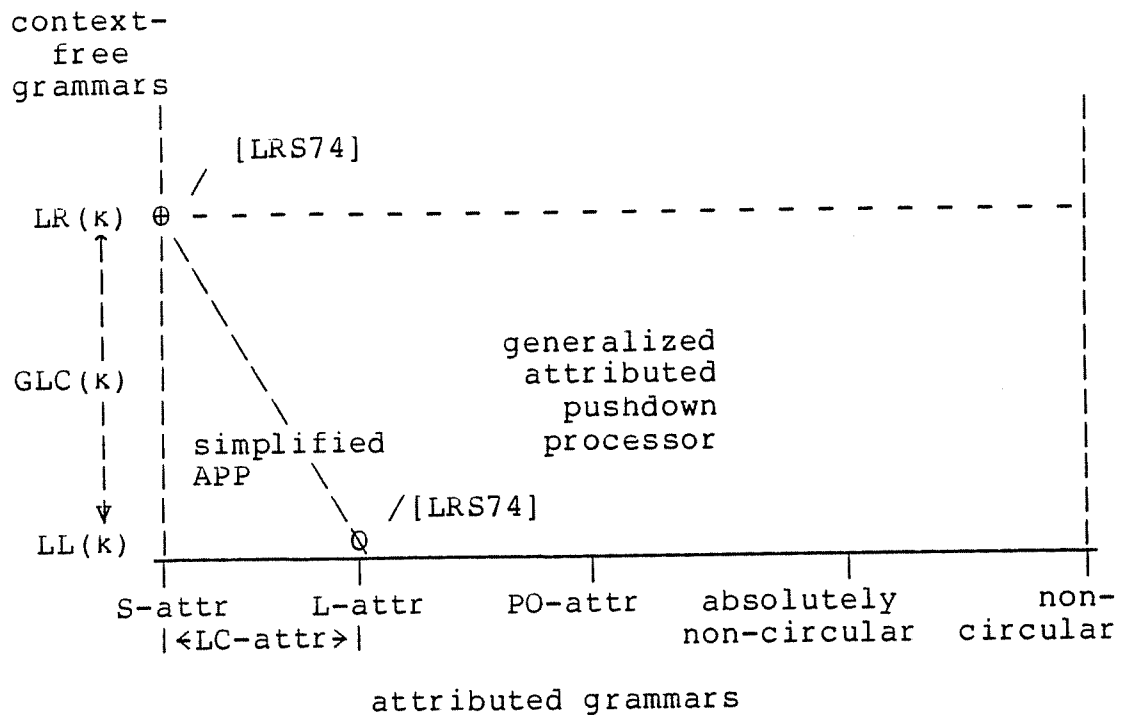 context-
free
grammars
[LRS74]
LR(K)
generalized
attributed
pushdown
processor
GLC(K)
simplified
APP
/[LRS74]
LL(K)
S-attr
L-attr
PO-attr
absolutely
non-circular
non-
circular
|<LC-attr>|
attributed grammars